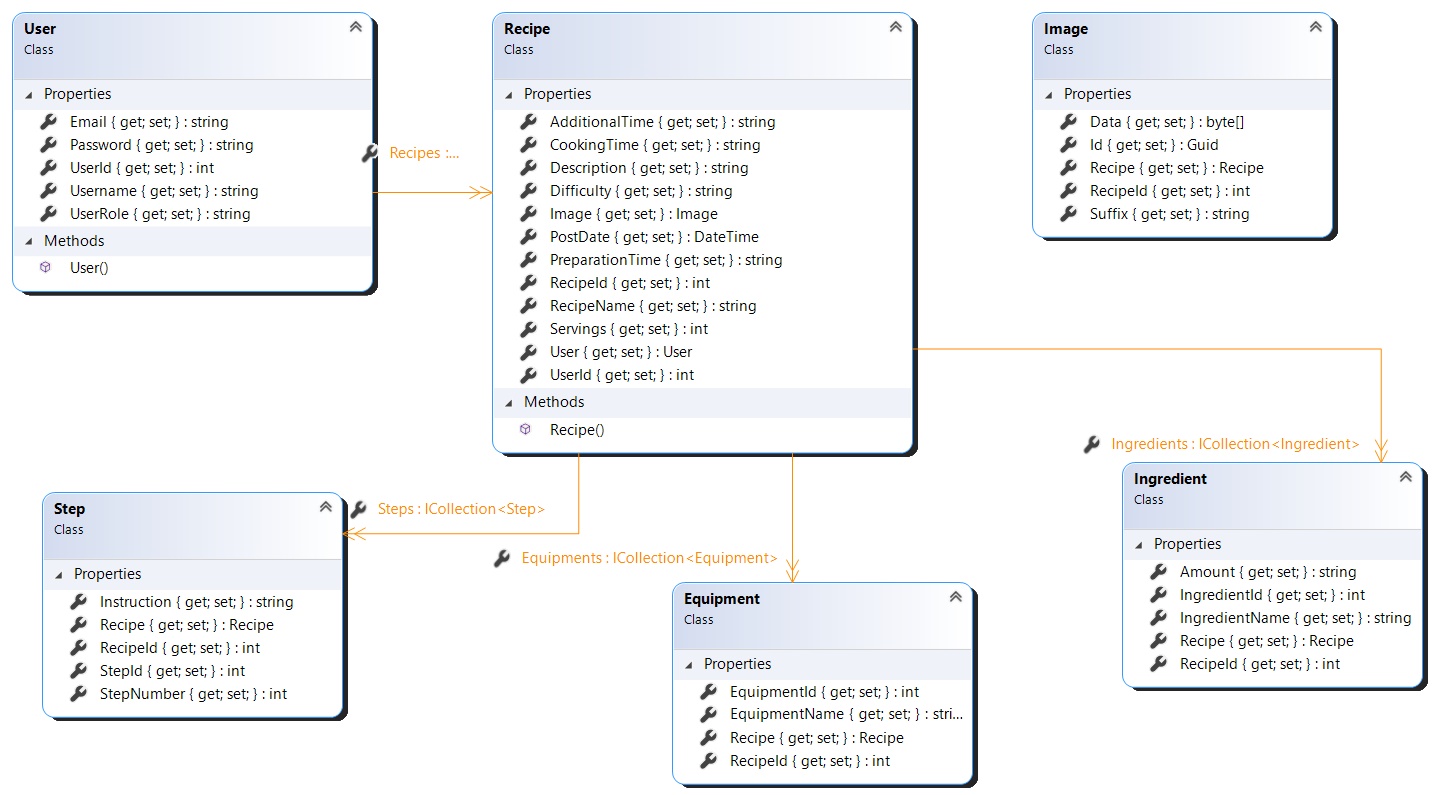 User
Class
Properties
Email { get; set; } : string
Password { get; set; } : string
UserId { get; set; } : int
Username { get; set; } : string
UserRole { get; set; } : string
Methods
User()
Recipes :...
Recipe
Class
Properties
AdditionalTime { get; set; } : string
CookingTime { get; set; } : string
Description { get; set; } : string
Difficulty { get; set; } : string
Image { get; set; } : Image
PostDate { get; set; } : DateTime
PreparationTime { get; set; } : string
RecipeId { get; set; } : int
RecipeName { get; set; } : string
Servings { get; set; } : int
User { get; set; } : User
UserId { get; set; } : int
Methods
Recipe()
Image
Class
Properties
Data { get; set; } : byte[]
Id { get; set; } : Guid
Recipe { get; set; } : Recipe
RecipeId { get; set; } : int
Suffix { get; set; } : string
Steps : ICollection<Step>
Step
Class
Properties
Instruction { get; set; } : string
Recipe { get; set; } : Recipe
RecipeId { get; set; } : int
StepId { get; set; } : int
StepNumber { get; set; } : int
Equipments : ICollection<Equipment>
Equipment
Class
Properties
EquipmentId { get; set; } : int
EquipmentName { get; set; } : stri...
Recipe { get; set; } : Recipe
RecipeId { get; set; } : int
Ingredients : ICollection<Ingredient>
Ingredient
Class
Properties
Amount { get; set; } : string
IngredientId { get; set; } : int
IngredientName { get; set; } : string
Recipe { get; set; } : Recipe
RecipeId { get; set; } : int